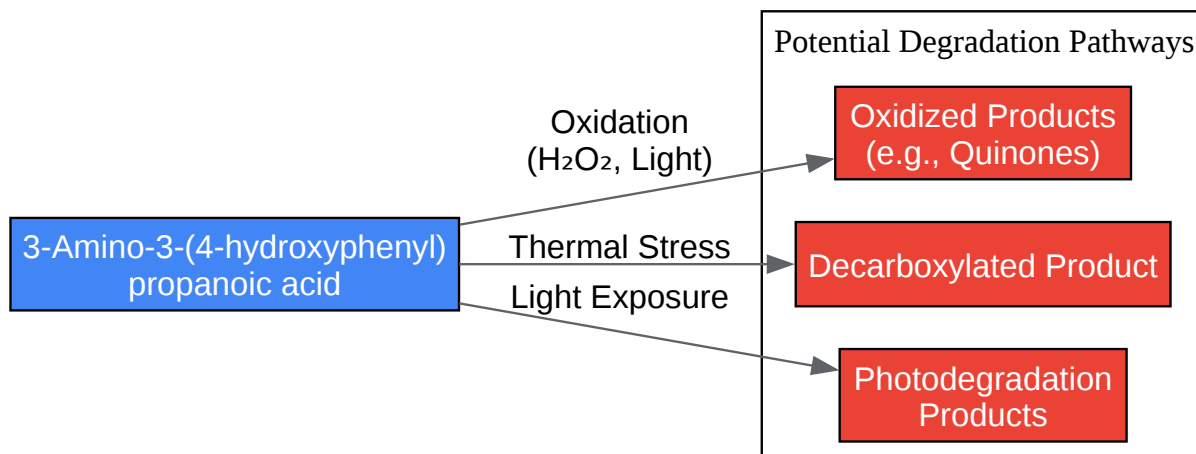 Potential Degradation Pathways
Oxidation
(H₂O₂, Light)
Oxidized Products
(e.g., Quinones)
3-Amino-3-(4-hydroxyphenyl)
propanoic acid
Thermal Stress
Decarboxylated Product
Light Exposure
Photodegradation
Products